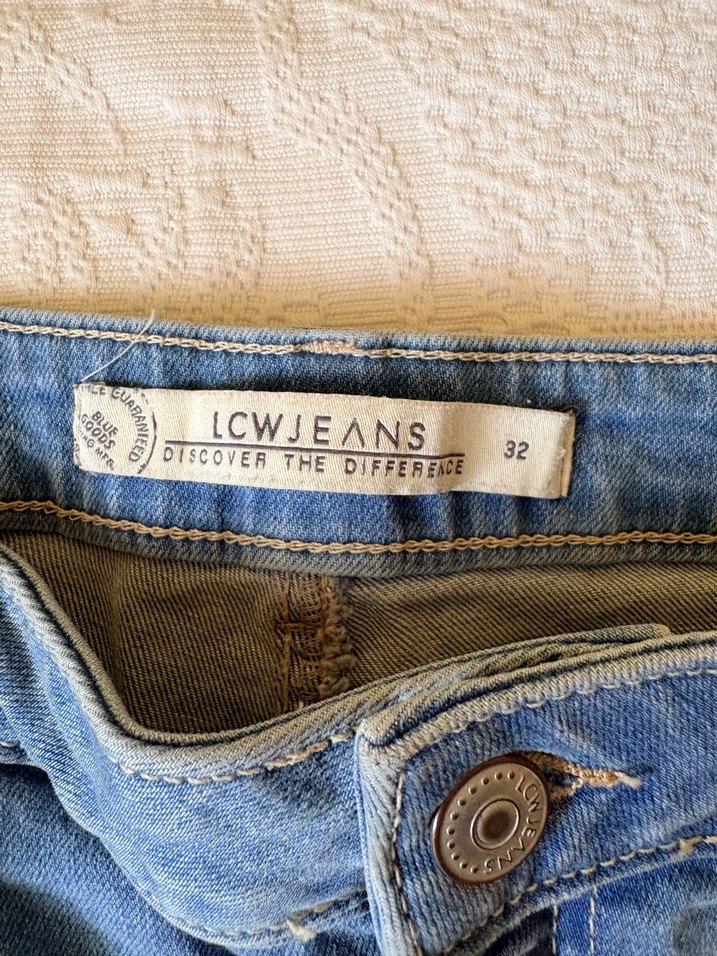 GUARANTEED
BLUE
GOODS
LCWJEANS
DISCOVER THE DIFFERENCE
32
LCWJEANS